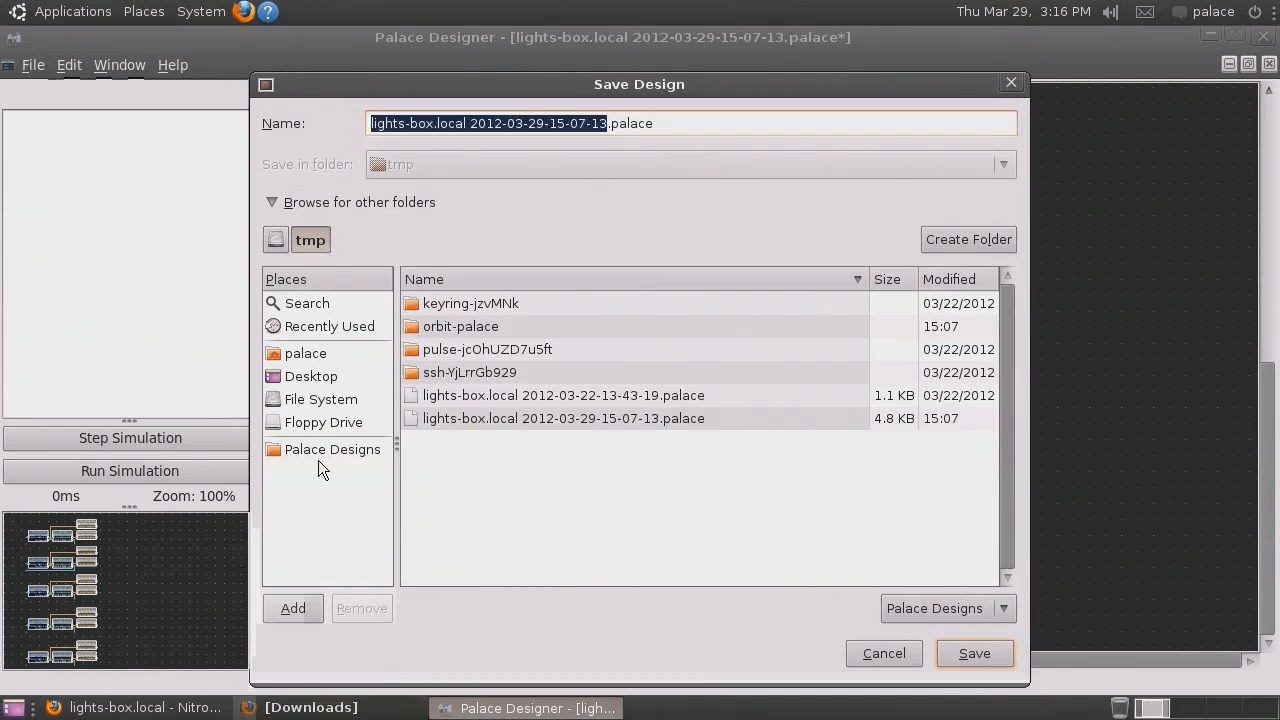 Applications Places System
Thu Mar 29, 3:16 PM palace
Palace Designer - [lights-box.local 2012-03-29-15-07-13.palace*]
File Edit Window Help
Save Design
Name: lights-box.local 2012-03-29-15-07-13.palace
Save in folder: tmp
Browse for other folders
tmp
Create Folder
Places
Name Size Modified
Search
keyring-jzvMNk 03/22/2012
Recently Used
orbit-palace 15:07
palace
pulse-jcOhUZD7u5ft 03/22/2012
Desktop
ssh-YjLrrGb929 03/22/2012
File System
lights-box.local 2012-03-22-13-43-19.palace 1.1 KB 03/22/2012
Floppy Drive
lights-box.local 2012-03-29-15-07-13.palace 4.8 KB 15:07
Palace Designs
Step Simulation
Run Simulation
0ms Zoom: 100%
Add Remove
Palace Designs
Cancel Save
lights-box.local - Nitro...
[Downloads]
Palace Designer - [ligh...